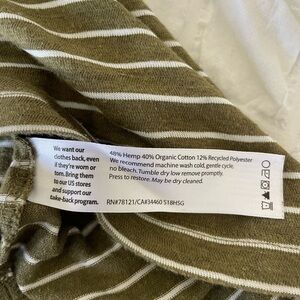 We want our
clothes back, even
if they're worn or
torn. Bring them
to our US stores
and support our
take-back program.
48% Hemp 40% Organic Cotton 12% Recycled Polyester
We recommend machine wash cold, gentle cycle,
no bleach. Tumble dry low remove promptly.
Press to restore. May be dry cleaned.
RN#78121/CA#34460 S18HSG